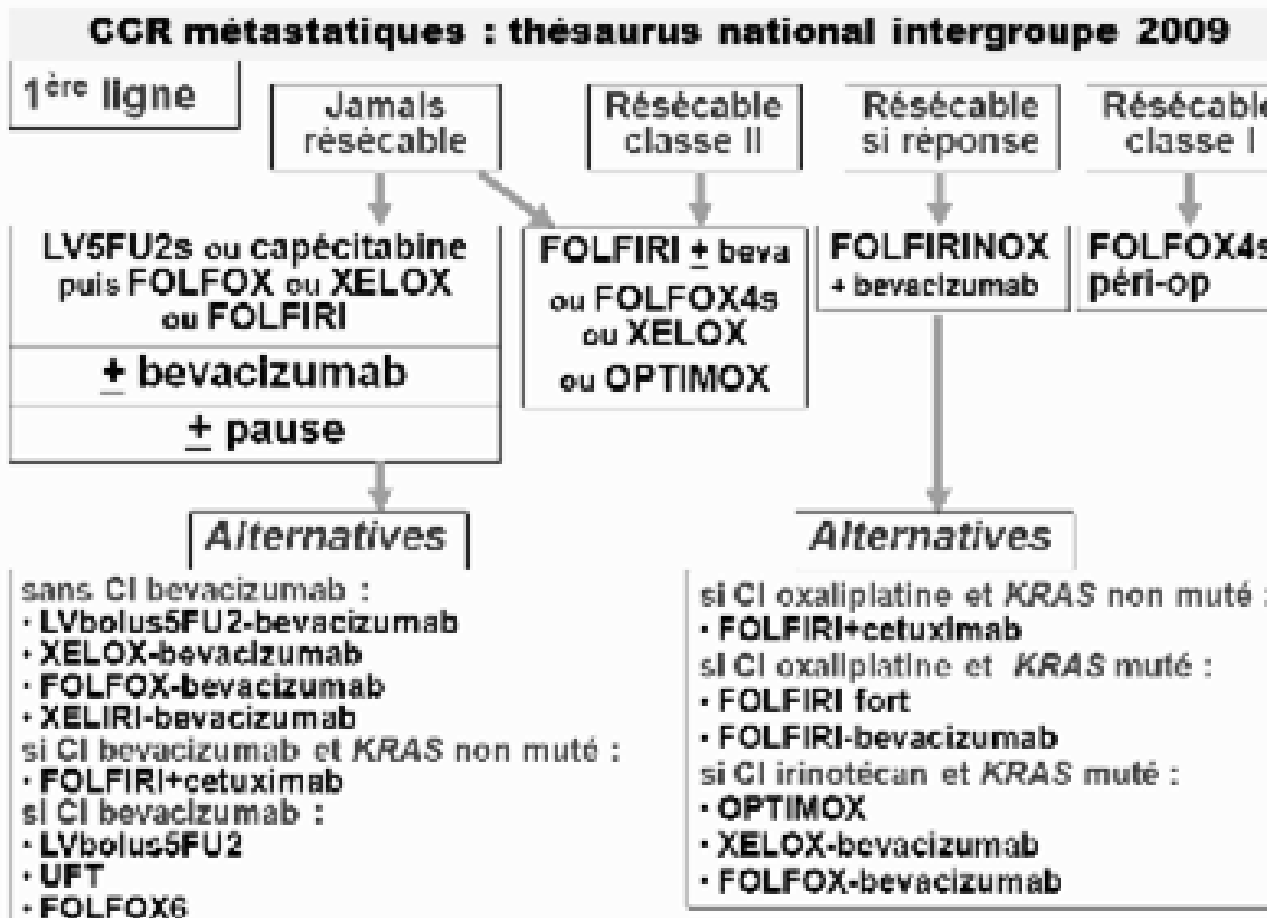 CCR métastatiques : thésaurus national intergroupe 2009
1ère ligne
Jamais
résécable
Résécable
classe II
Résécable
si réponse
Résécable
classe I
LV5FU2s ou capécitabine
puis FOLFOX ou XELOX
ou FOLFIRI
± bevacizumab
± pause
FOLFIRI ± beva
ou FOLFOX4s
ou XELOX
ou OPTIMOX
FOLFIRINOX
+ bevacizumab
FOLFOX4s
péri-op
Alternatives
sans CI bevacizumab :
· LVbolus5FU2-bevacizumab
· XELOX-bevacizumab
· FOLFOX-bevacizumab
· XELIRI-bevacizumab
si CI bevacizumab et KRAS non muté :
· FOLFIRI+cetuximab
si CI bevacizumab :
· LVbolus5FU2
· UFT
· FOLFOX6
Alternatives
si CI oxaliplatine et KRAS non muté :
· FOLFIRI+cetuximab
si CI oxaliplatine et KRAS muté :
· FOLFIRI fort
· FOLFIRI-bevacizumab
si CI irinotécan et KRAS muté :
· OPTIMOX
· XELOX-bevacizumab
· FOLFOX-bevacizumab